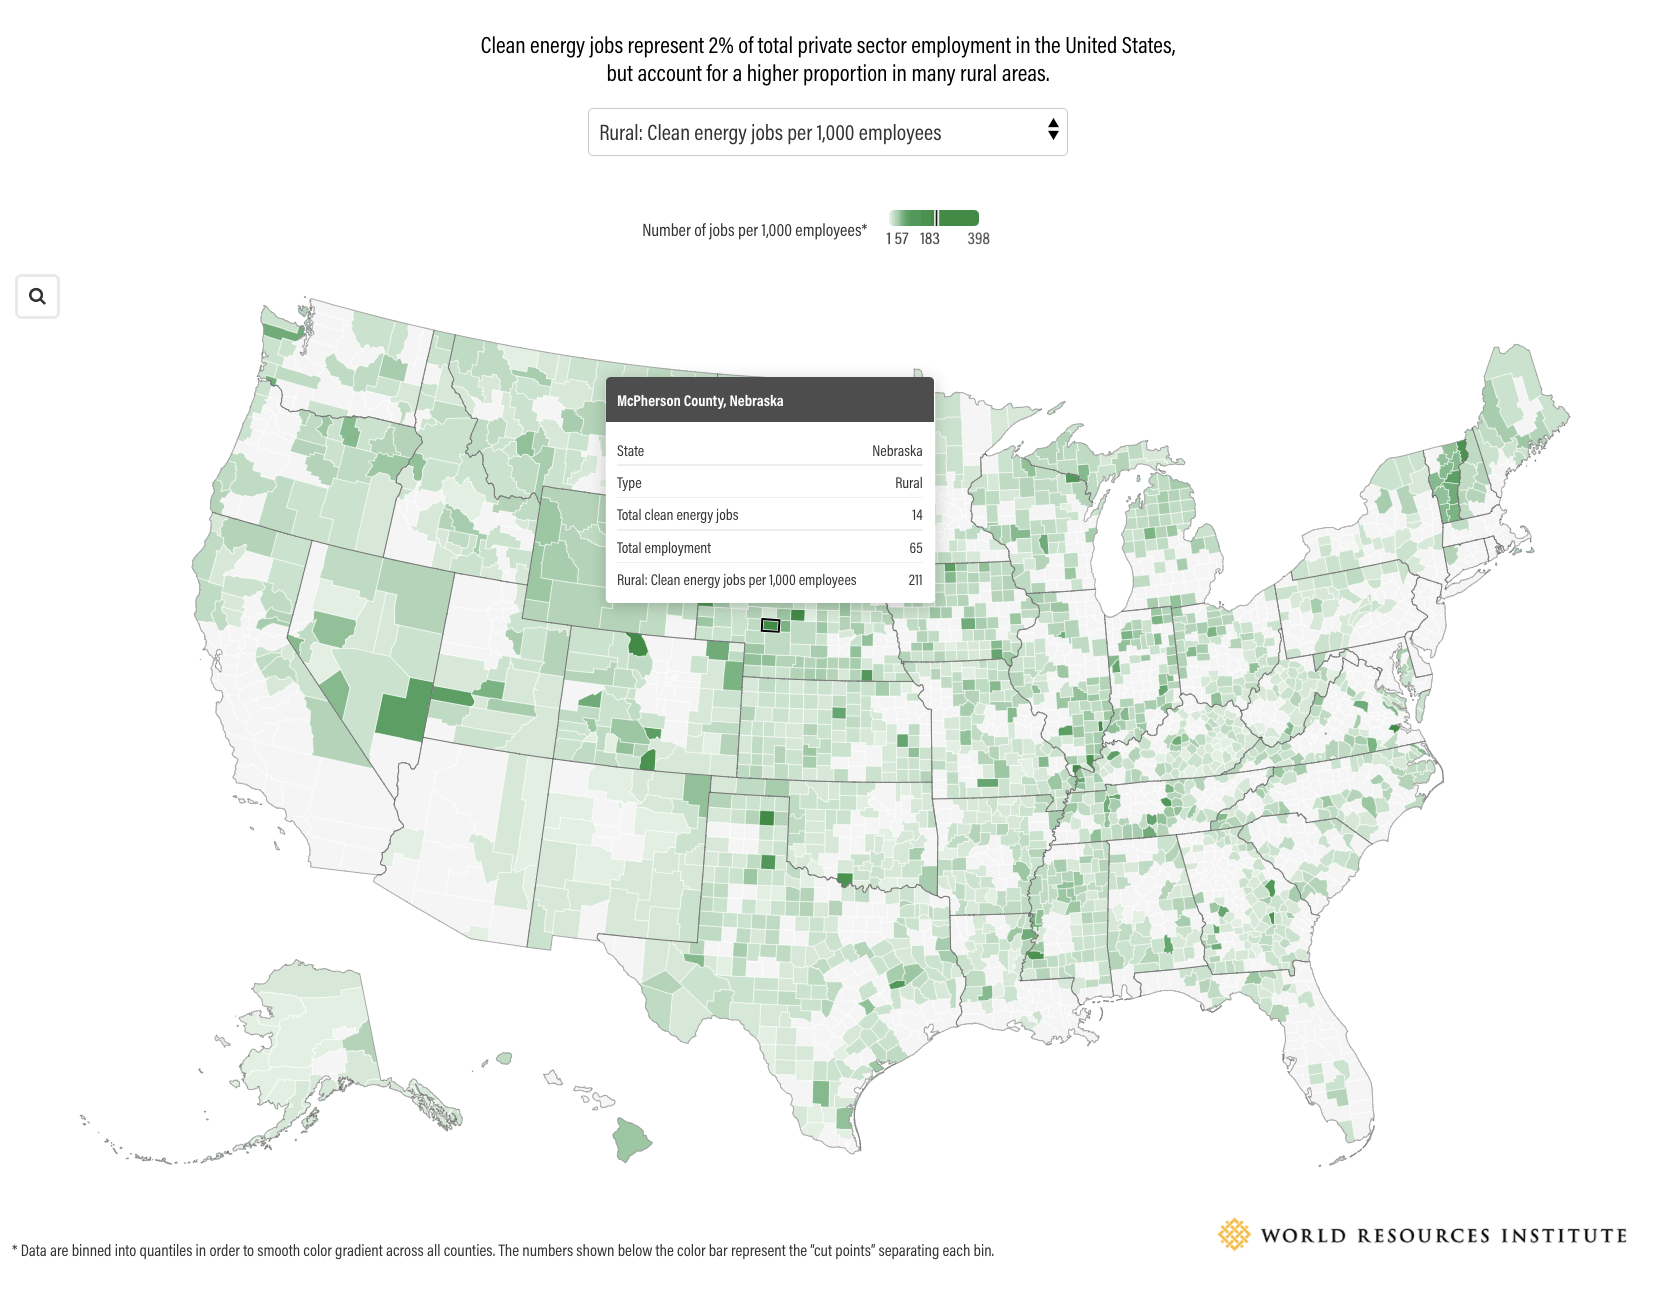 Clean energy jobs represent 2% of total private sector employment in the United States,
but account for a higher proportion in many rural areas.
Rural: Clean energy jobs per 1,000 employees
Number of jobs per 1,000 employees*
1 57 183 398
McPherson County, Nebraska
State Nebraska
Type Rural
Total clean energy jobs 14
Total employment 65
Rural: Clean energy jobs per 1,000 employees 211
WORLD RESOURCES INSTITUTE
* Data are binned into quantiles in order to smooth color gradient across all counties. The numbers shown below the color bar represent the “cut points” separating each bin.